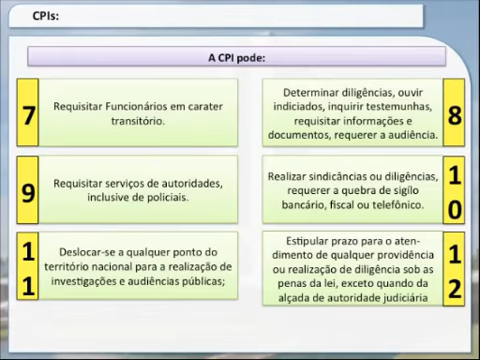 CPIs:
A CPI pode:
7
Requisitar Funcionários em carater
transitório.
Determinar diligências, ouvir
indiciados, inquirir testemunhas,
requisitar informações e
documentos, requerer a audiência.
8
9
Requisitar serviços de autoridades,
inclusive de policiais.
Realizar sindicâncias ou diligências,
requerer a quebra de sigílo
bancário, fiscal ou telefônico.
1
0
1
1
Deslocar-se a qualquer ponto do
território nacional para a realização de
investigações e audiências públicas;
Estipular prazo para o aten-
dimento de qualquer providência
ou realização de diligência sob as
penas da lei, exceto quando da
alçada de autoridade judiciária
1
2